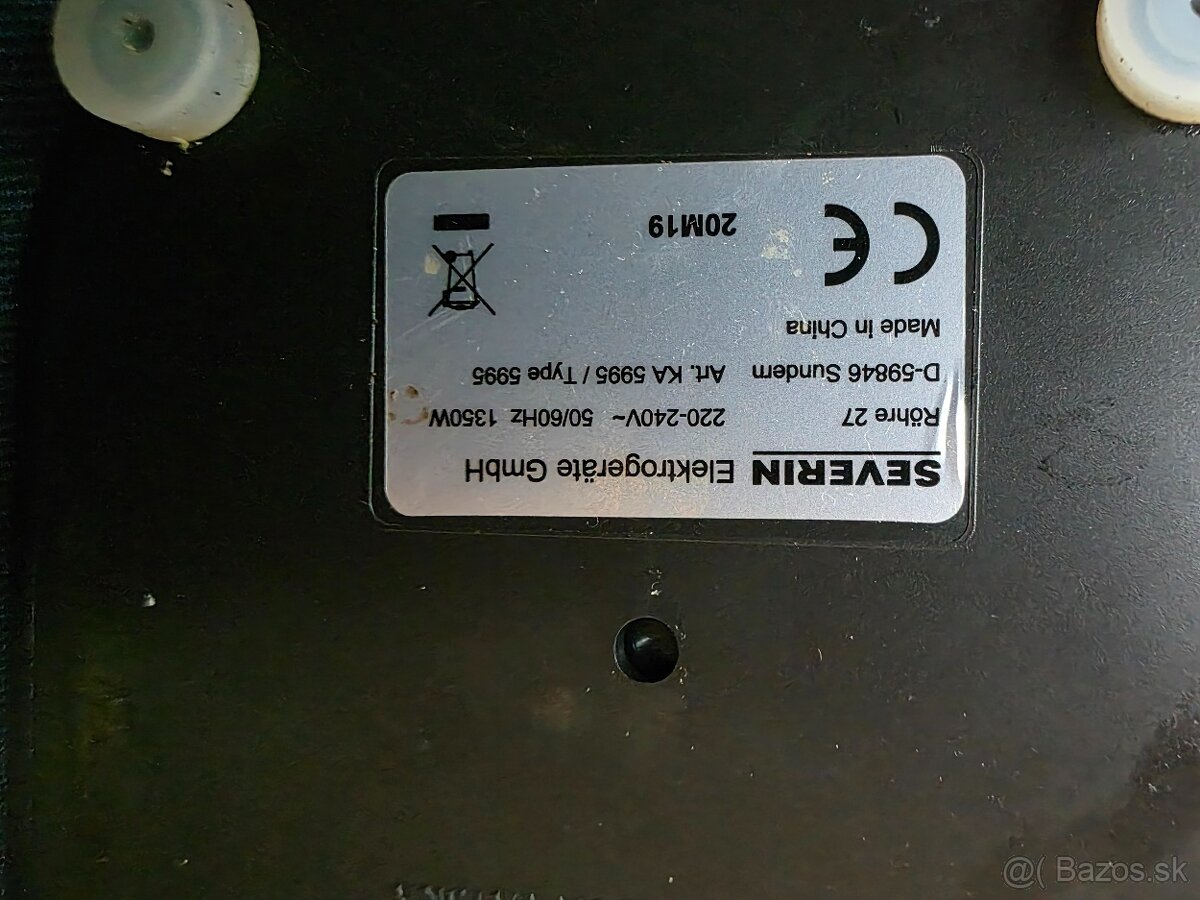 SEVERIN Elektrogeräte GmbH
Röhre 27 220-240V~ 50/60Hz 1350W
D-59846 Sundern Art. KA 5995 / Type 5995
Made in China
CE 20M19
@( Bazos.sk